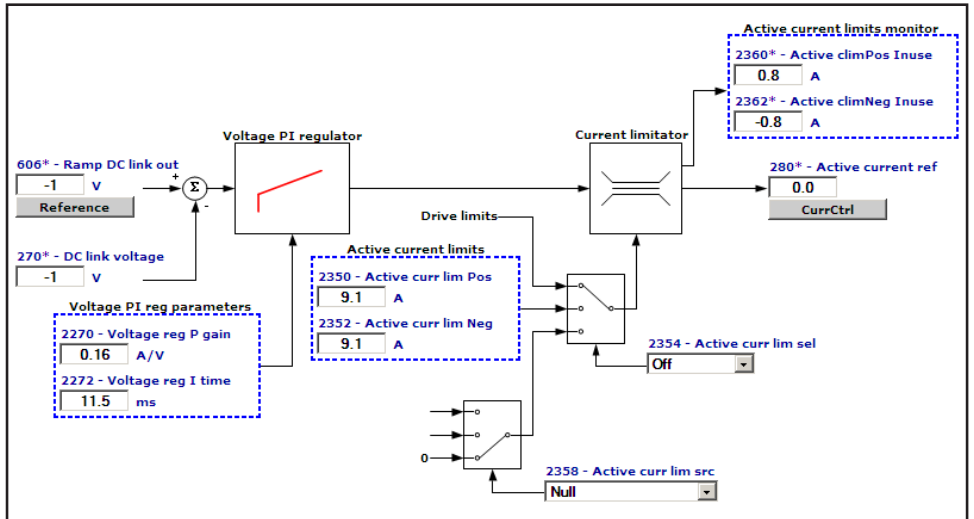 Active current limits monitor
2360* - Active climPos Inuse
0.8 A
2362* - Active climNeg Inuse
-0.8 A
Voltage PI regulator
Current limitator
606* - Ramp DC link out
-1 V
Reference
+
Σ
-
280* - Active current ref
0.0
CurrCtrl
Drive limits
270* - DC link voltage
-1 V
Active current limits
2350 - Active curr lim Pos
9.1 A
2352 - Active curr lim Neg
9.1 A
Voltage PI reg parameters
2270 - Voltage reg P gain
0.16 A/V
2272 - Voltage reg I time
11.5 ms
2354 - Active curr lim sel
Off
0
2358 - Active curr lim src
Null